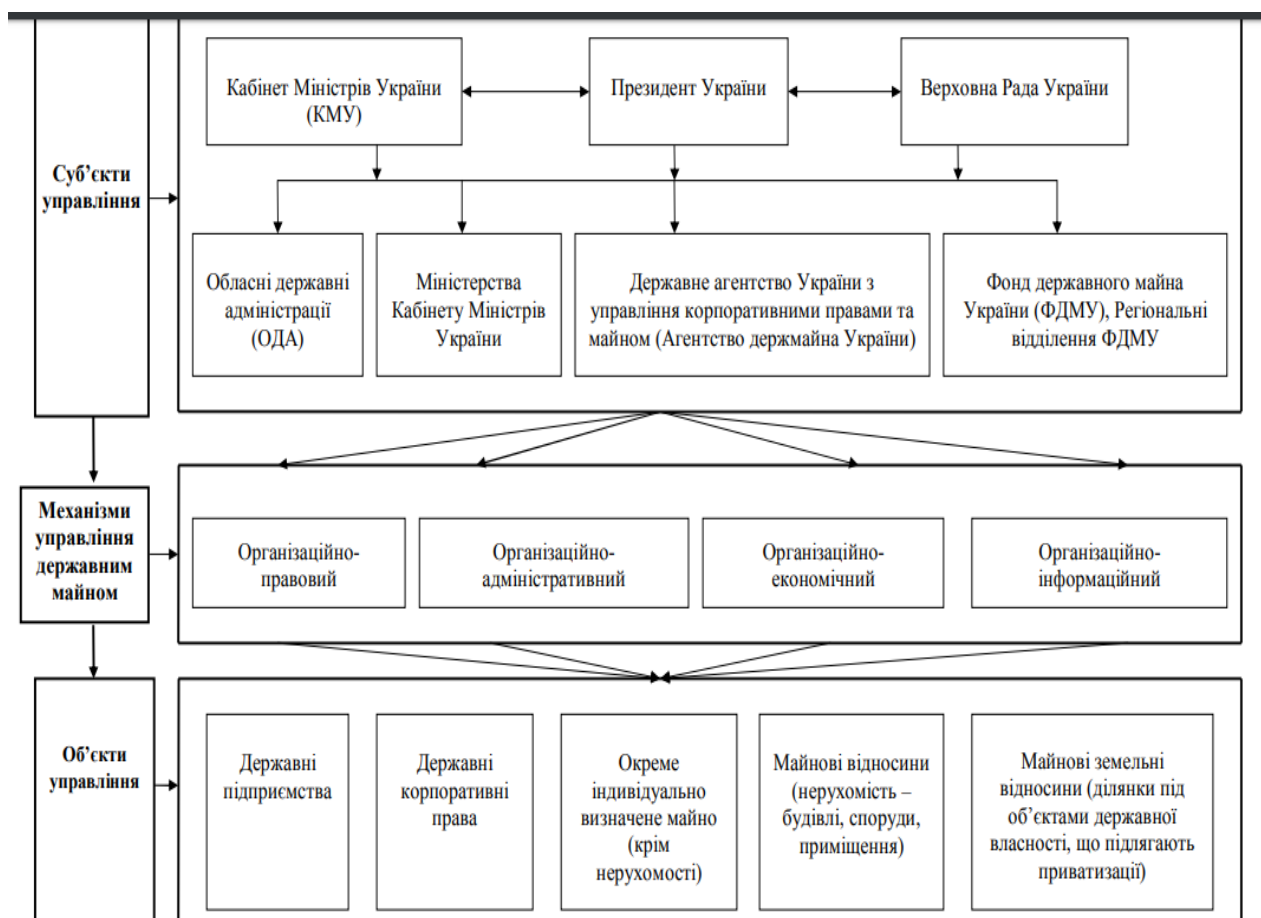 Суб’єкти
управління
Кабінет Міністрів України
(КМУ)
Президент України
Верховна Рада України
Обласні державні
адміністрації
(ОДА)
Міністерства
Кабінету Міністрів
України
Державне агентство України з
управління корпоративними правами та
майном (Агентство держмайна України)
Фонд державного майна
України (ФДМУ), Регіональні
відділення ФДМУ
Механізми
управління
державним
майном
Організаційно-
правовий
Організаційно-
адміністративний
Організаційно-
економічний
Організаційно-
інформаційний
Об’єкти
управління
Державні
підприємства
Державні
корпоративні
права
Окреме
індивідуально
визначене майно
(крім
нерухомості)
Майнові відносини
(нерухомість –
будівлі, споруди,
приміщення)
Майнові земельні
відносини (ділянки під
об’єктами державної
власності, що підлягають
приватизації)